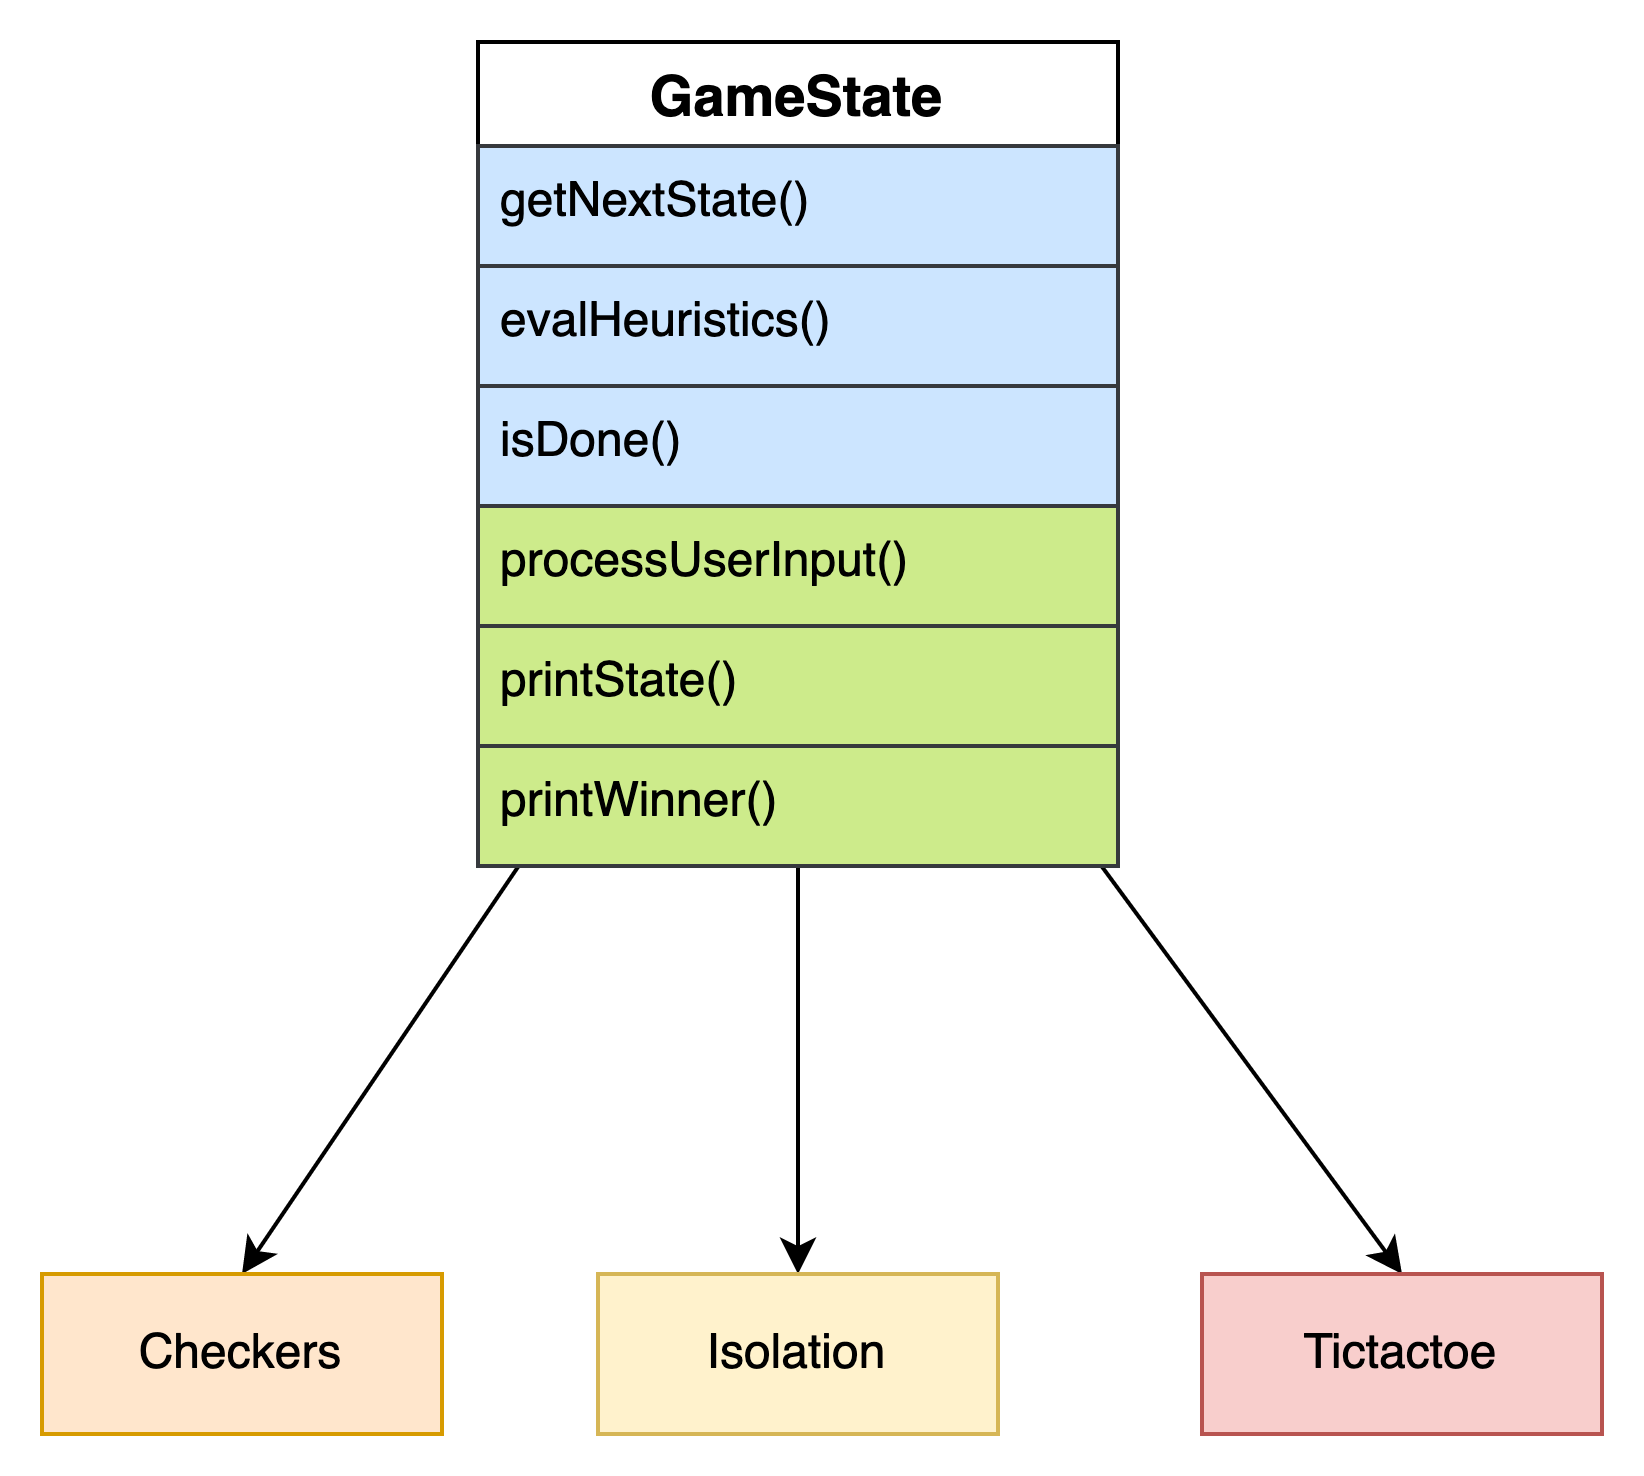 GameState
getNextState()
evalHeuristics()
isDone()
processUserInput()
printState()
printWinner()
Checkers
Isolation
Tictactoe